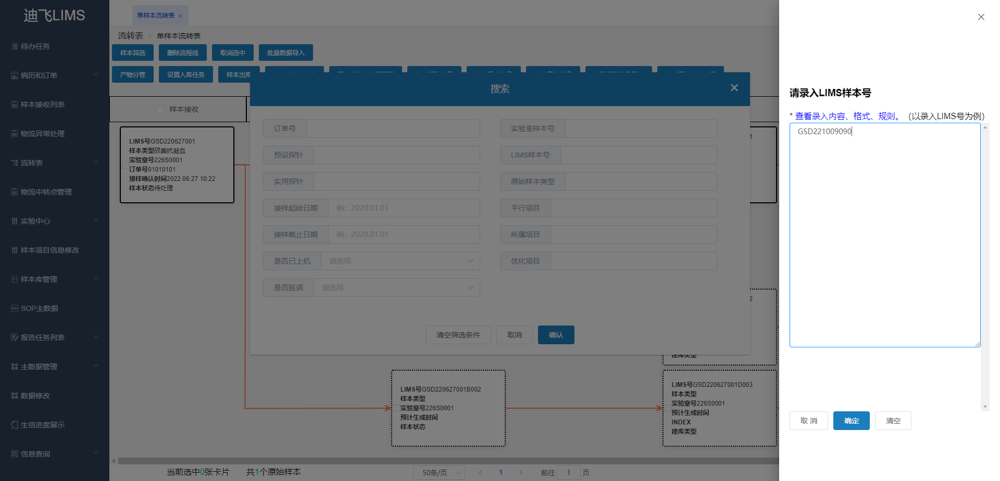 迪飞LIMS
待办任务
病历和订单
样本接收列表
物流异常处理
流转表
物流中转点管理
实验中心
样本项目信息修改
样本库管理
SOP主数据
报告任务列表
主数据管理
数据修改
生信进度展示
信息查询
单样本流转表
流转表 > 单样本流转表
样本筛选 删除流程线 取消选中 批量数据导入
产物分管 设置入库任务 样本出库
样本接收
LIMS号GSD220627001
样本类型硕美抗凝血
实验室号226S0001
订单号01010101
接样确认时间2022.06.27 10:22
样本状态待处理
搜索
订单号 实验室样本号
预设探针 LIMS样本号
实用探针 原始样本类型
接样起始日期 例：2020.01.01 平行项目
接样截止日期 例：2020.01.01 所属项目
是否已上机 请选择 优化项目
是否延误 请选择
清空筛选条件 取消 确认
1
2
建库类型
LIMS号GSD220627001B002
样本类型
实验室号226S0001
预计生成时间
样本状态
LIMS号GSD220627001D003
样本类型
实验室号226S0001
预计生成时间
INDEX
建库类型
当前选中0张卡片 共1个原始样本
50条/页 1 前往 1 页
请录入LIMS样本号
* 查看录入内容、格式、规则。（以录入LIMS号为例）
GSD221009090
取 消 确定 清空